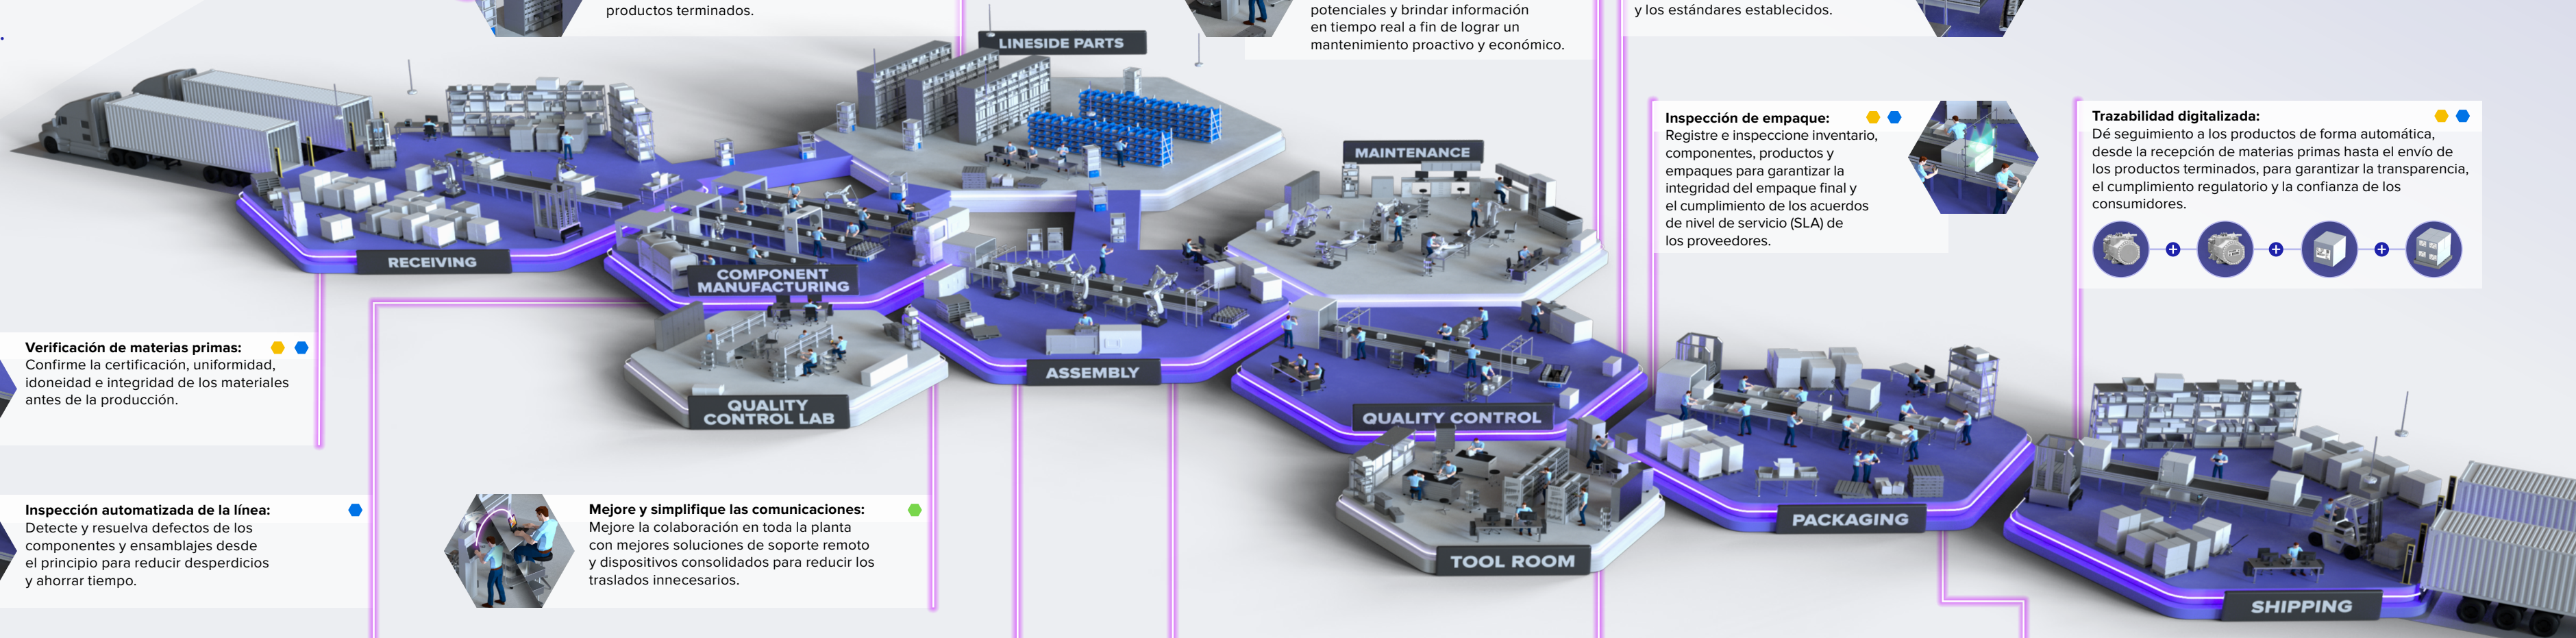 productos terminados.
potenciales y brindar información
en tiempo real a fin de lograr un
mantenimiento proactivo y económico.
y los estándares establecidos.
LINESIDE PARTS
MAINTENANCE
Inspección de empaque:
Registre e inspeccione inventario,
componentes, productos y
empaques para garantizar la
integridad del empaque final y
el cumplimiento de los acuerdos
de nivel de servicio (SLA) de
los proveedores.
Trazabilidad digitalizada:
Dé seguimiento a los productos de forma automática,
desde la recepción de materias primas hasta el envío de
los productos terminados, para garantizar la transparencia,
el cumplimiento regulatorio y la confianza de los
consumidores.
RECEIVING
COMPONENT
MANUFACTURING
Verificación de materias primas:
Confirme la certificación, uniformidad,
idoneidad e integridad de los materiales
antes de la producción.
QUALITY
CONTROL LAB
ASSEMBLY
QUALITY CONTROL
Inspección automatizada de la línea:
Detecte y resuelva defectos de los
componentes y ensamblajes desde
el principio para reducir desperdicios
y ahorrar tiempo.
Mejore y simplifique las comunicaciones:
Mejore la colaboración en toda la planta
con mejores soluciones de soporte remoto
y dispositivos consolidados para reducir los
traslados innecesarios.
TOOL ROOM
PACKAGING
SHIPPING